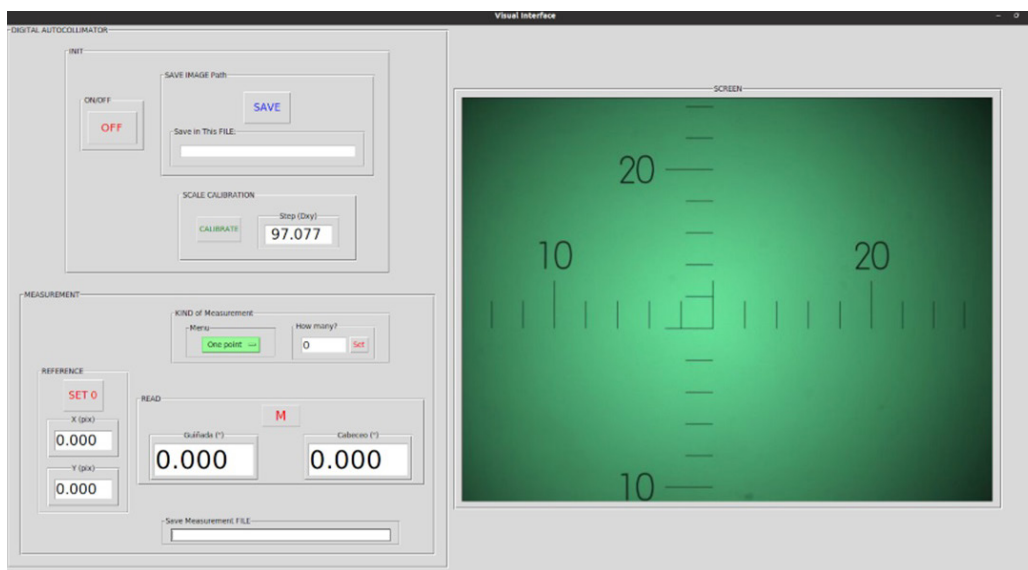 Visual Interface
DIGITAL AUTOCOLLIMATOR
INIT
SAVE IMAGE Path
ON/OFF
OFF
SAVE
Save in This FILE:
SCALE CALIBRATION
CALIBRATE
Step (Dxy)
97.077
MEASUREMENT
KIND of Measurement
Menu
One point
How many?
0
Set
REFERENCE
SET 0
X (pix)
0.000
Y (pix)
0.000
READ
M
Guiñada (")
0.000
Cabeceo (")
0.000
Save Measurement FILE
SCREEN
20
10
20
10